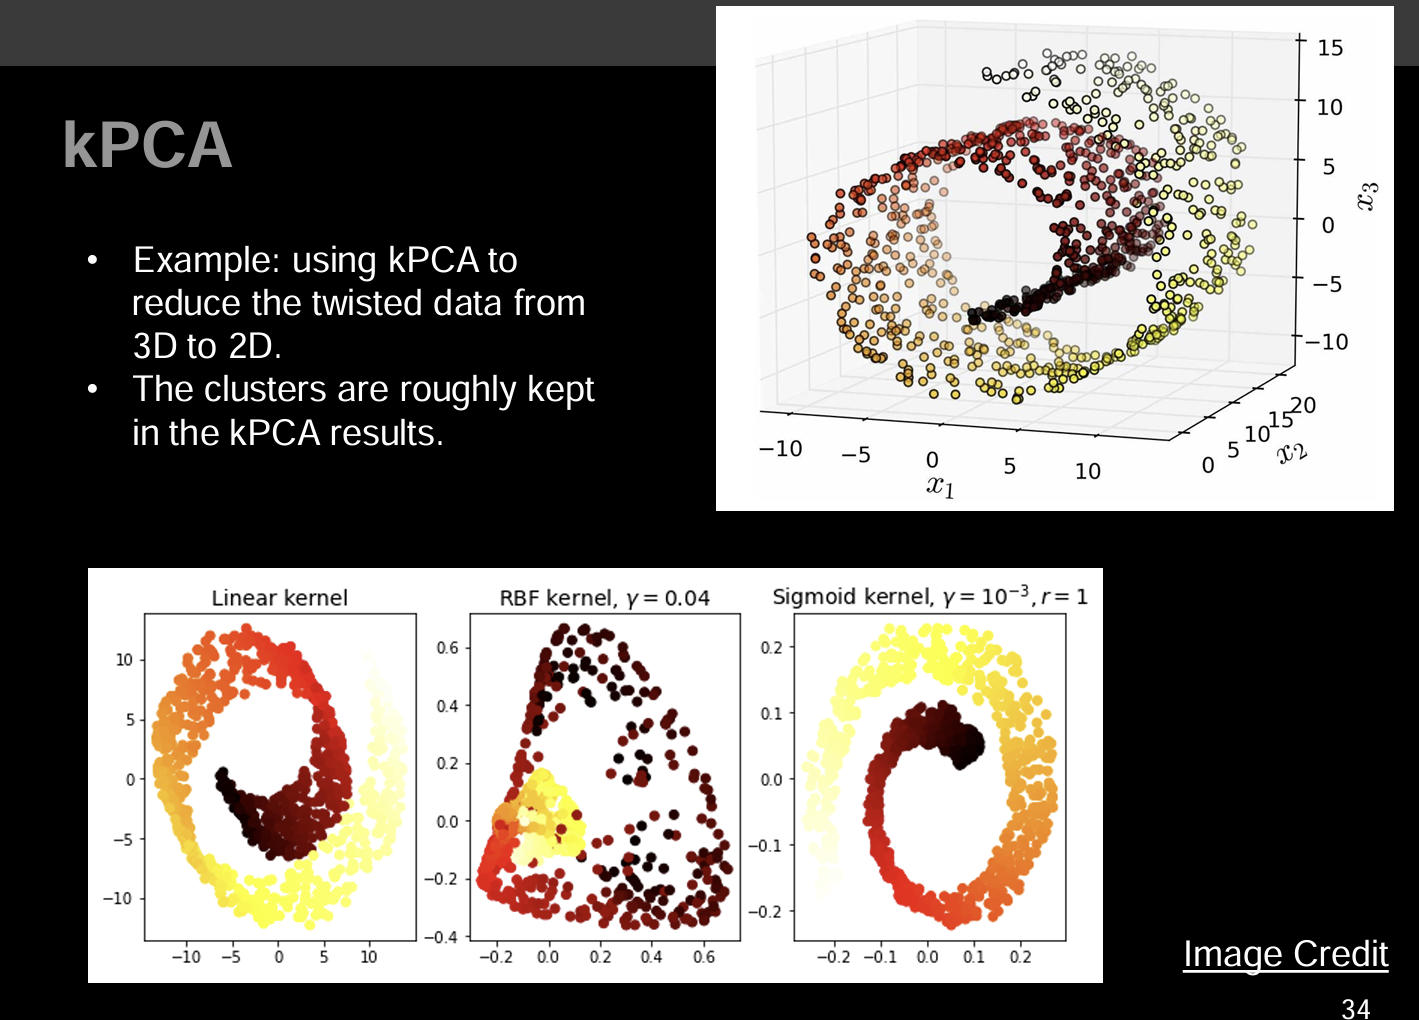 kPCA
• Example: using kPCA to
reduce the twisted data from
3D to 2D.
• The clusters are roughly kept
in the kPCA results.
15
10
5
0
−5
−10
x₃
−10
−5
0
5
10
x₁
0
5
10
15
20
x₂
Linear kernel
10
5
0
−5
−10
−10 −5 0 5 10
RBF kernel, γ = 0.04
0.6
0.4
0.2
0.0
−0.2
−0.4
−0.2 0.0 0.2 0.4 0.6
Sigmoid kernel, γ = 10⁻³, r = 1
0.2
0.1
0.0
−0.1
−0.2
−0.2 −0.1 0.0 0.1 0.2
Image Credit
34